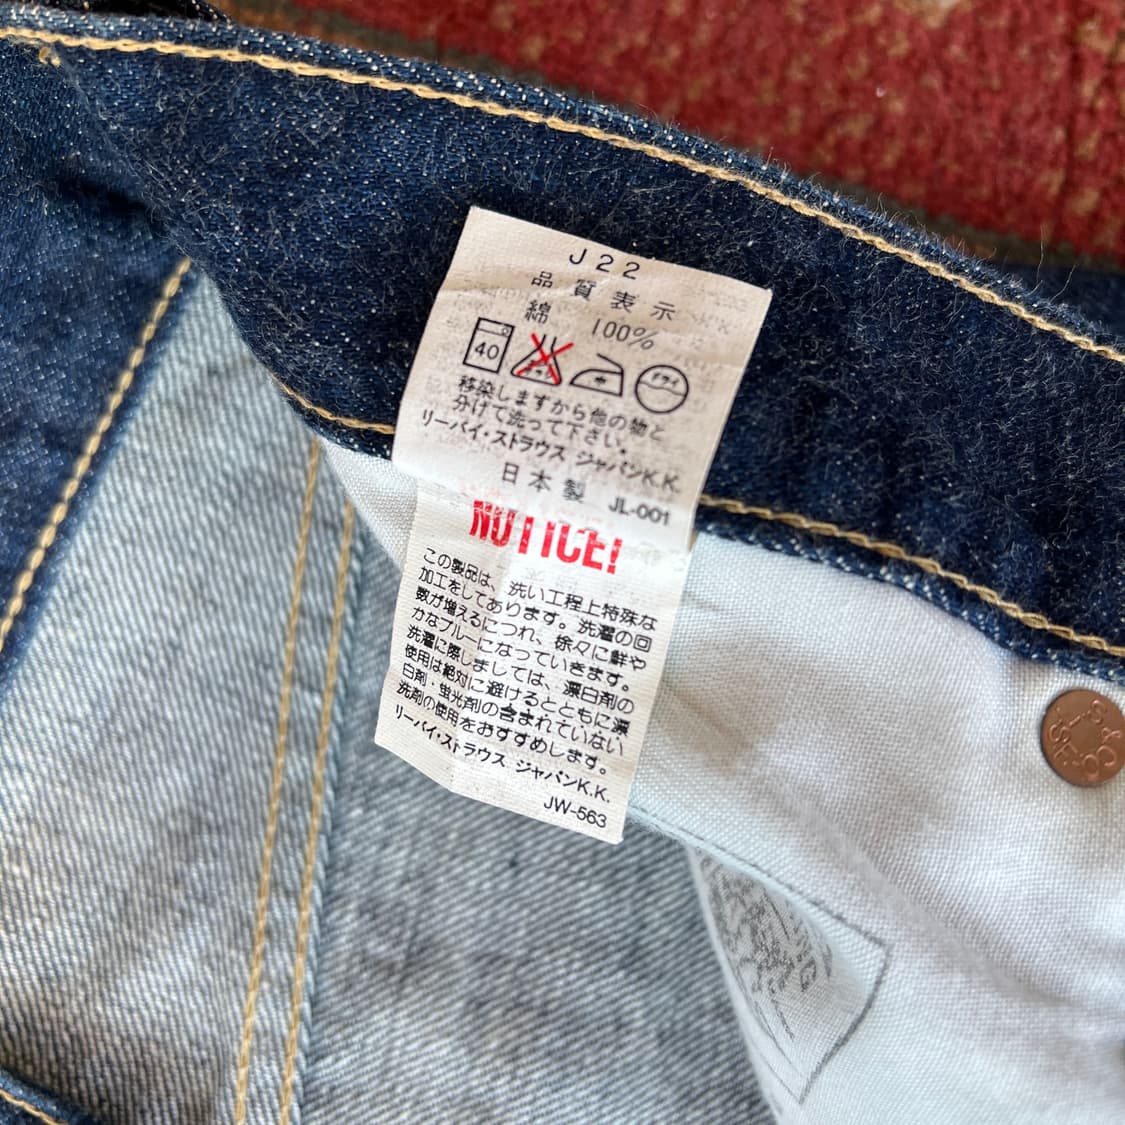 J22
品質表示
綿 100%
40 ドライ
移染しますから他の物と
分けて洗って下さい。
リーバイ・ストラウス ジャパンK.K.
日本製 JL-001
NOTICE!
この製品は、洗い工程上特殊な
加工をしてあります。洗濯の回
数が増えるにつれ、徐々に鮮や
かなブルーになっていきます。
洗濯に際しましては、漂白剤の
使用は絶対に避けるとともに漂
白剤・蛍光剤の含まれていない
洗剤の使用をおすすめします。
リーバイ・ストラウス ジャパンK.K.
JW-563